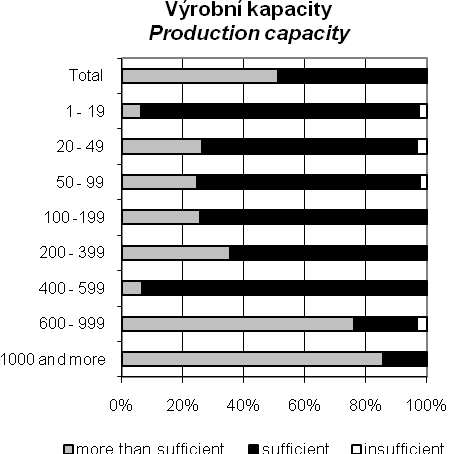 Výrobní kapacity
Production capacity
Total
1 - 19
20 - 49
50 - 99
100 -199
200 - 399
400 - 599
600 - 999
1000 and more
0% 20% 40% 60% 80% 100%
more than sufficient sufficient insufficient